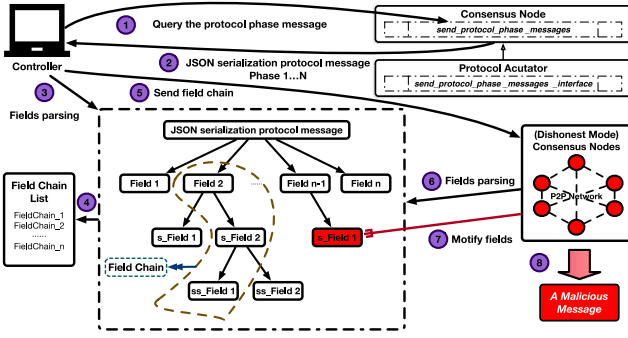 1
Query the protocol phase message
Consensus Node
send_protocol_phase _messages
Controller
2
JSON serialization protocol message
Phase 1...N
Protocol Acutator
send_protocol_phase_messages _interface
3
Fields parsing
5
Send field chain
JSON serialization protocol message
(Dishonest Mode)
Consensus Nodes
P2P Network
Field 1
Field 2
......
Field n-1
Field n
6
Fields parsing
Field Chain
List
FieldChain_1
FieldChain_2
......
FieldChain_n
4
s_Field 1
s_Field 2
s_Field 1
7
Motify fields
Field Chain
ss_Field 1
ss_Field 2
8
A Malicious
Message